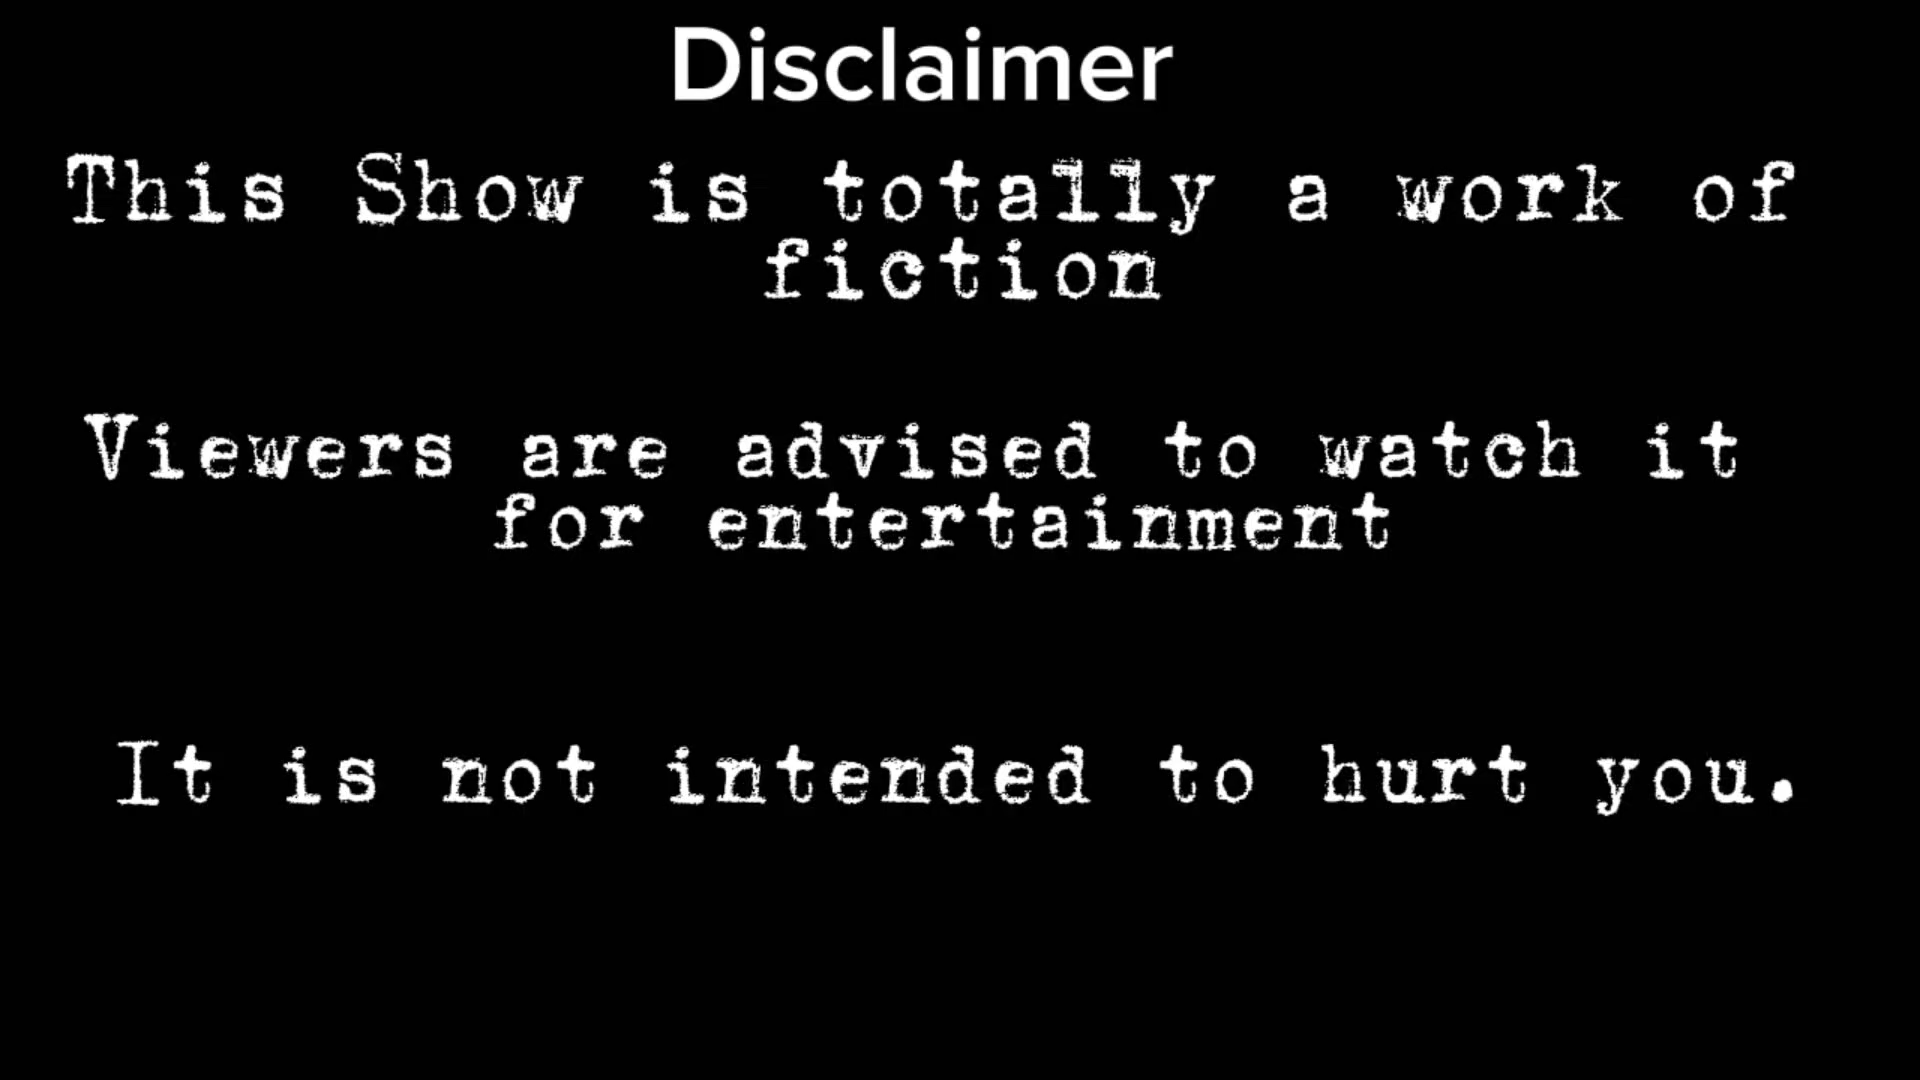 Disclaimer
This Show is totally a work of
fiction
Viewers are advised to watch it
for entertainment
It is not intended to hurt you.